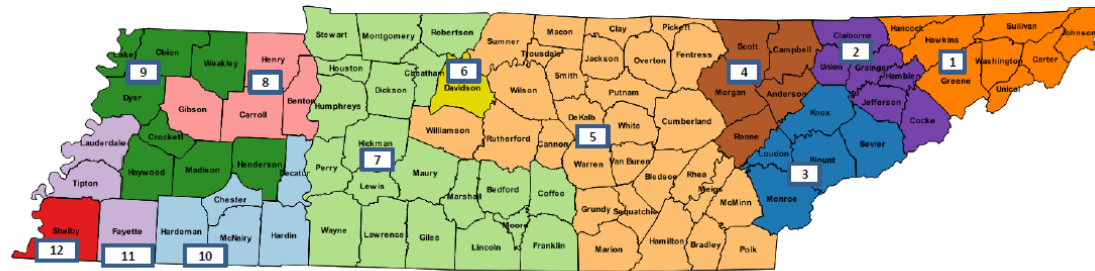 Stewart
Montgomery
Robertson
Sumner
Macon
Clay
Pickett
Scott
Campbell
Claiborne
Hancock
Hawkins
Sullivan
Johnson
Lake
Obion
Weakley
Henry
Houston
Cheatham
Trousdale
Jackson
Overton
Fentress
Union
Grainger
Hamblen
Washington
Carter
9
8
6
4
2
1
Dyer
Gibson
Carroll
Benton
Humphreys
Dickson
Davidson
Wilson
Smith
Putnam
Morgan
Anderson
Jefferson
Greene
Unicoi
Lauderdale
Crockett
Williamson
Rutherford
Cannon
DeKalb
White
Cumberland
Roane
Knox
Cocke
5
Hickman
7
Tipton
Haywood
Madison
Henderson
Decatur
Perry
Lewis
Maury
Warren
Van Buren
Bledsoe
Rhea
Meigs
Loudon
Blount
Sevier
3
Chester
Marshall
Bedford
Coffee
Grundy
Sequatchie
McMinn
Monroe
Shelby
Fayette
Hardeman
McNairy
Hardin
Wayne
Lawrence
Giles
Lincoln
Moore
Franklin
Marion
Hamilton
Bradley
Polk
12
11
10